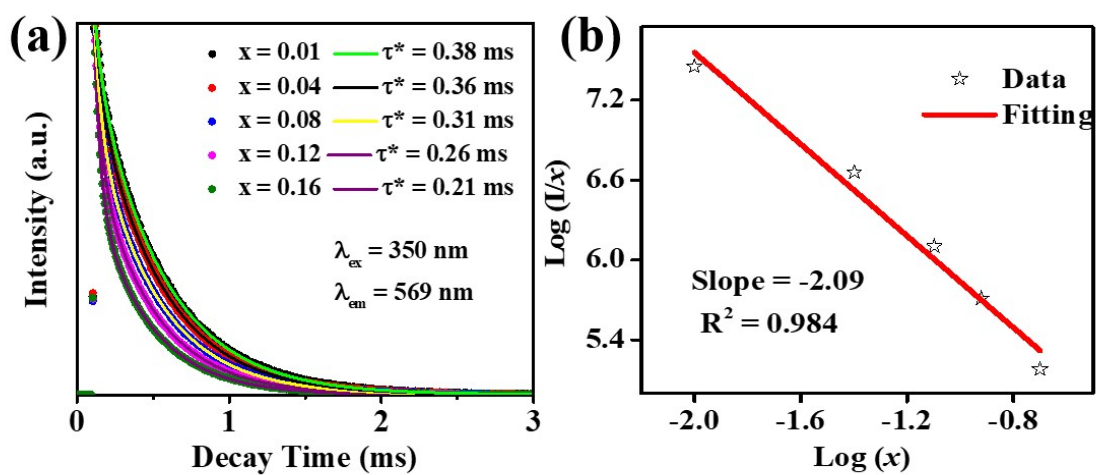 (a)
Intensity (a.u.)
x = 0.01 τ* = 0.38 ms
x = 0.04 τ* = 0.36 ms
x = 0.08 τ* = 0.31 ms
x = 0.12 τ* = 0.26 ms
x = 0.16 τ* = 0.21 ms
λex = 350 nm
λem = 569 nm
0 1 2 3
Decay Time (ms)
(b)
Log (I/x)
7.2
6.6
6.0
5.4
Data
Fitting
Slope = -2.09
R² = 0.984
-2.0 -1.6 -1.2 -0.8
Log (x)